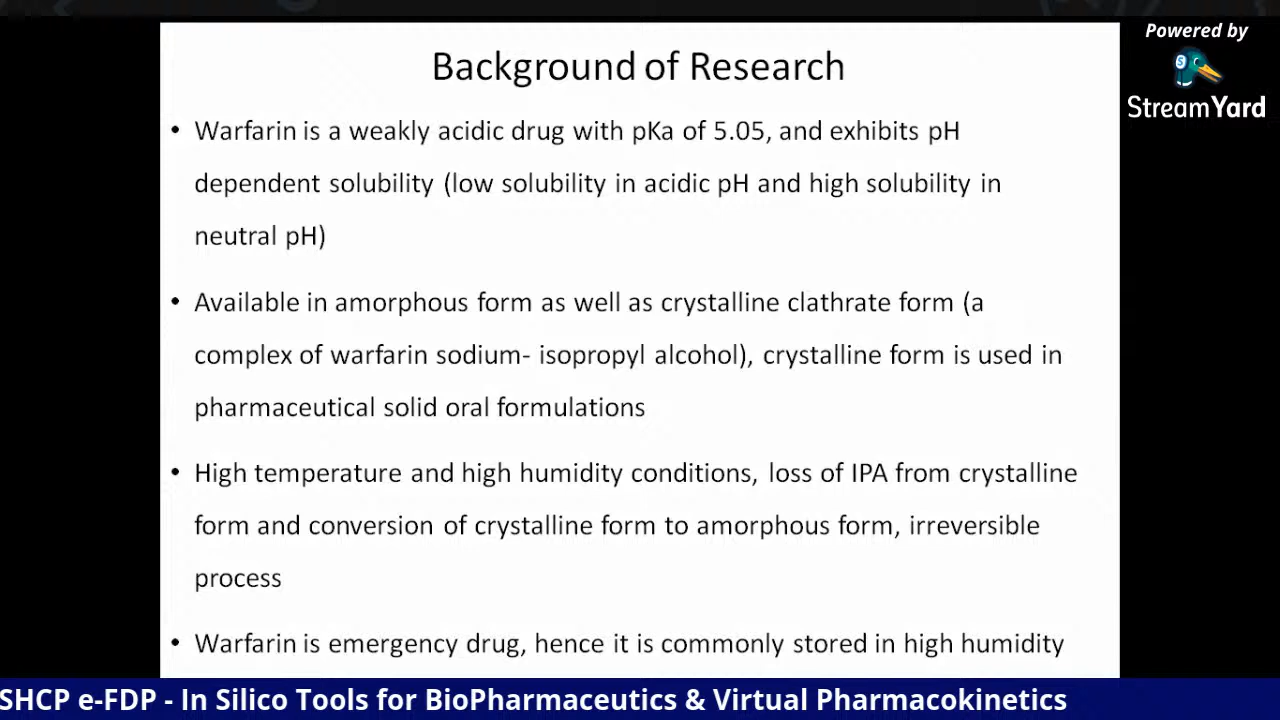 Powered by
StreamYard
Background of Research
• Warfarin is a weakly acidic drug with pKa of 5.05, and exhibits pH
dependent solubility (low solubility in acidic pH and high solubility in
neutral pH)
• Available in amorphous form as well as crystalline clathrate form (a
complex of warfarin sodium- isopropyl alcohol), crystalline form is used in
pharmaceutical solid oral formulations
• High temperature and high humidity conditions, loss of IPA from crystalline
form and conversion of crystalline form to amorphous form, irreversible
process
• Warfarin is emergency drug, hence it is commonly stored in high humidity
SHCP e-FDP - In Silico Tools for BioPharmaceutics & Virtual Pharmacokinetics